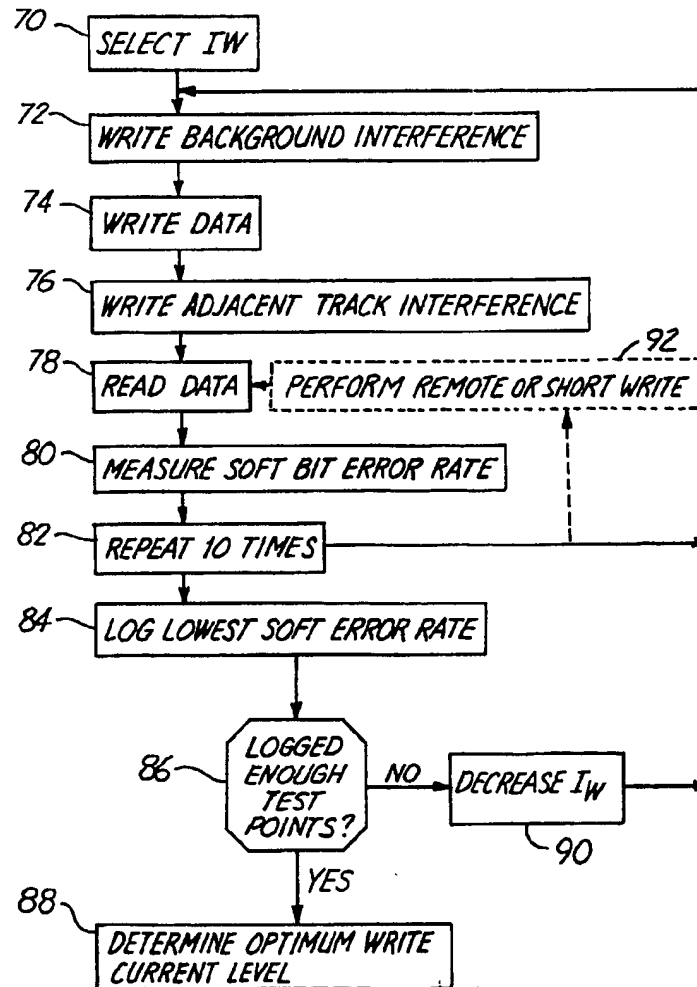 70
SELECT IW
72
WRITE BACKGROUND INTERFERENCE
74
WRITE DATA
76
WRITE ADJACENT TRACK INTERFERENCE
92
78
READ DATA
PERFORM REMOTE OR SHORT WRITE
80
MEASURE SOFT BIT ERROR RATE
82
REPEAT 10 TIMES
84
LOG LOWEST SOFT ERROR RATE
86
LOGGED
ENOUGH
TEST
POINTS?
NO
DECREASE IW
90
YES
88
DETERMINE OPTIMUM WRITE
CURRENT LEVEL